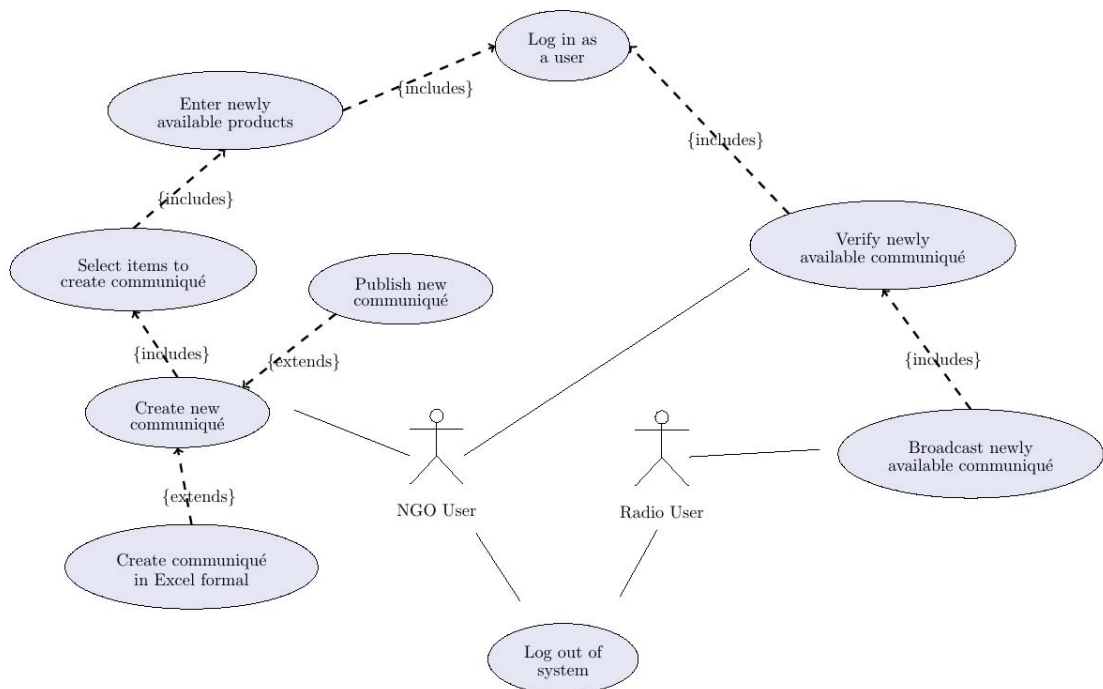 Log in as
a user
{includes}
Enter newly
available products
{includes}
{includes}
Verify newly
available communiqué
Select items to
create communiqué
Publish new
communiqué
{includes}
{extends}
{includes}
Create new
communiqué
Broadcast newly
available communiqué
{extends}
NGO User
Radio User
Create communiqué
in Excel formal
Log out of
system